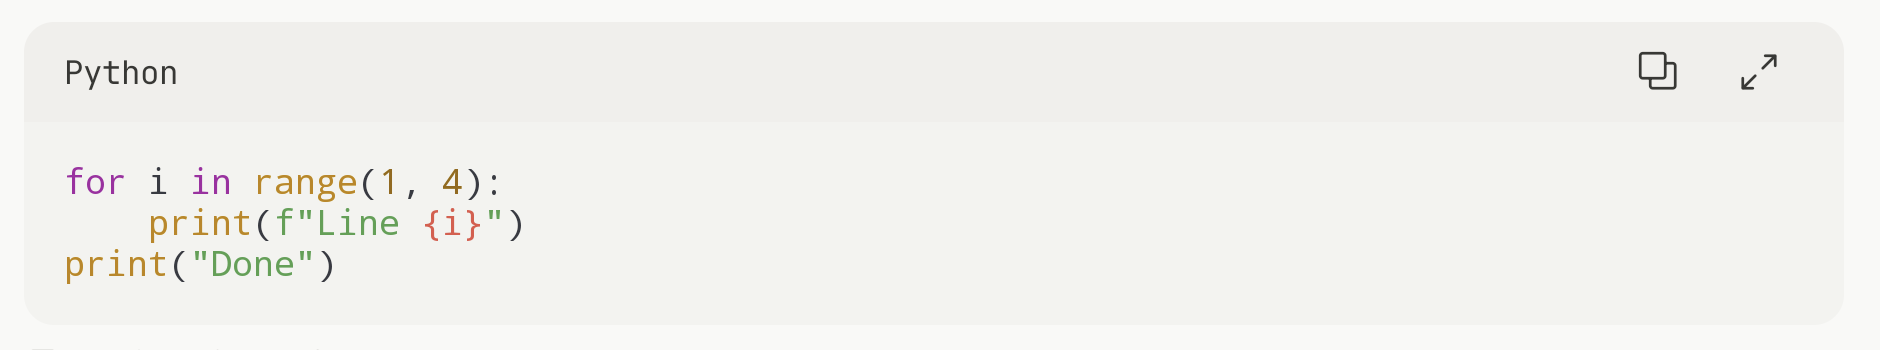 Python
for i in range(1, 4):
    print(f"Line {i}")
print("Done")